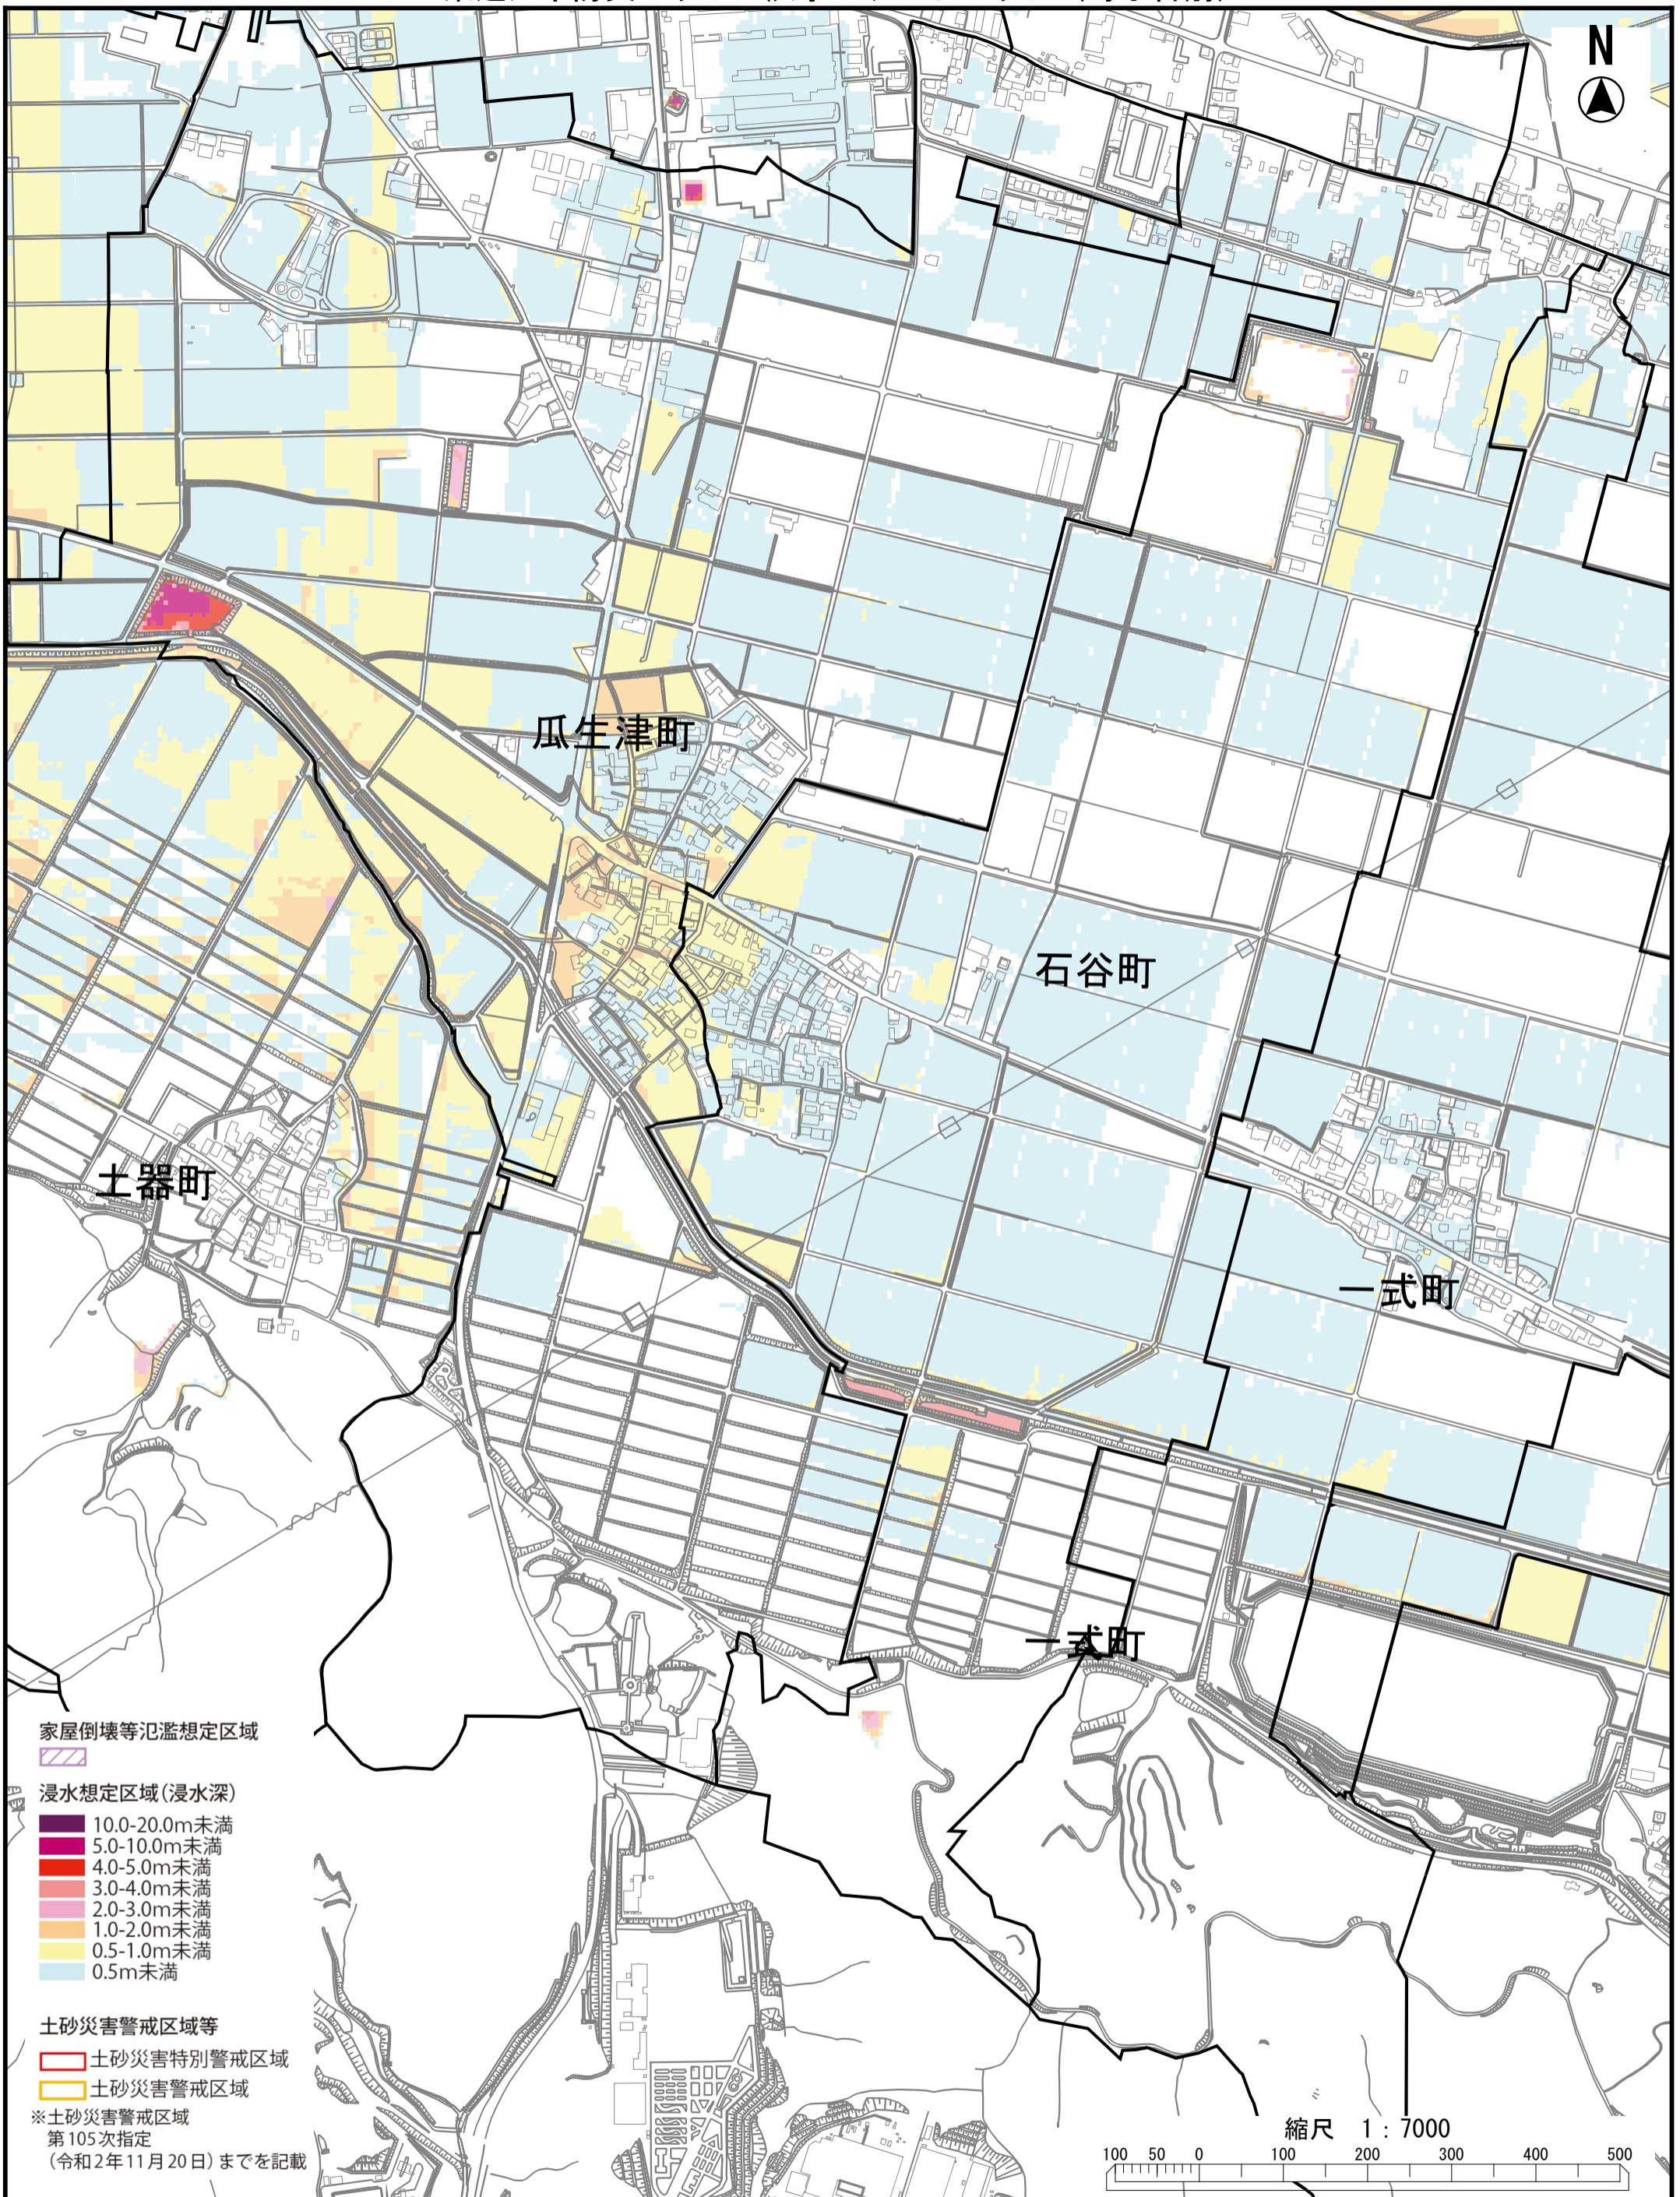 N
瓜生津町
石谷町
土器町
一式町
一式町
家屋倒壊等氾濫想定区域
浸水想定区域(浸水深)
10.0-20.0m未満
5.0-10.0m未満
4.0-5.0m未満
3.0-4.0m未満
2.0-3.0m未満
1.0-2.0m未満
0.5-1.0m未満
0.5m未満
土砂災害警戒区域等
土砂災害特別警戒区域
土砂災害警戒区域
※土砂災害警戒区域
第105次指定
(令和2年11月20日)までを記載
縮尺 1:7000
100 50 0 100 200 300 400 500